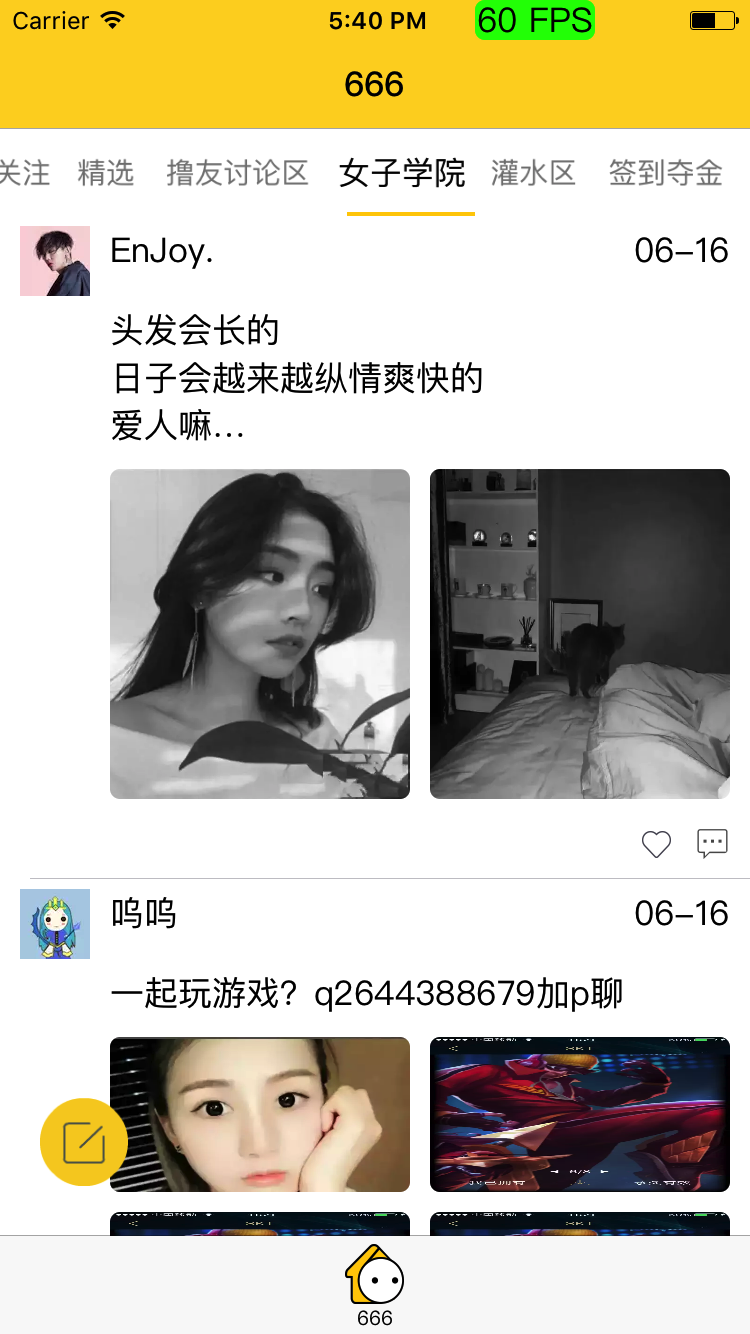 Carrier 5:40 PM 60 FPS
666
关注 精选 撸友讨论区 女子学院 灌水区 签到夺金
EnJoy. 06-16
头发会长的
日子会越来越纵情爽快的
爱人嘛...
呜呜 06-16
一起玩游戏？q2644388679加p聊
666